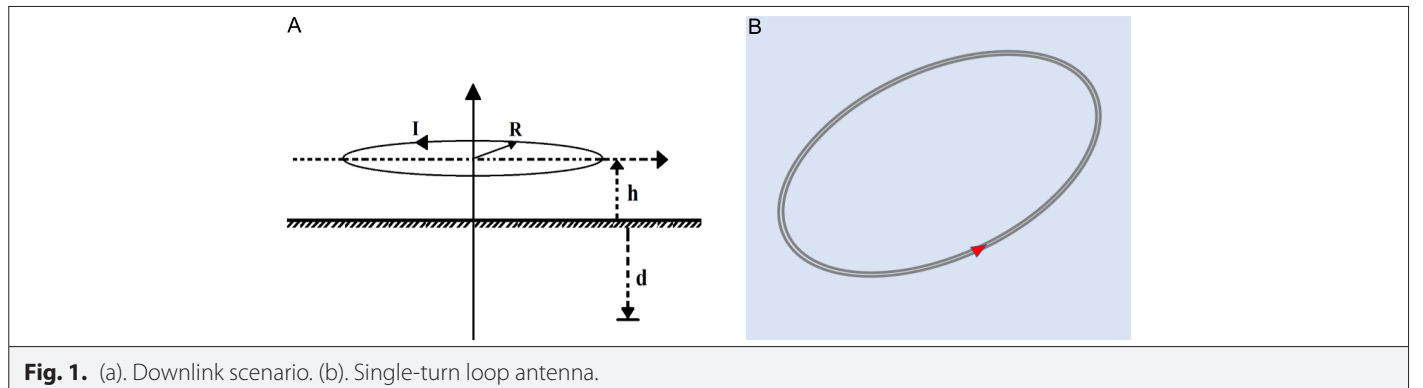 A
B
I
R
h
d
Fig. 1. (a). Downlink scenario. (b). Single-turn loop antenna.